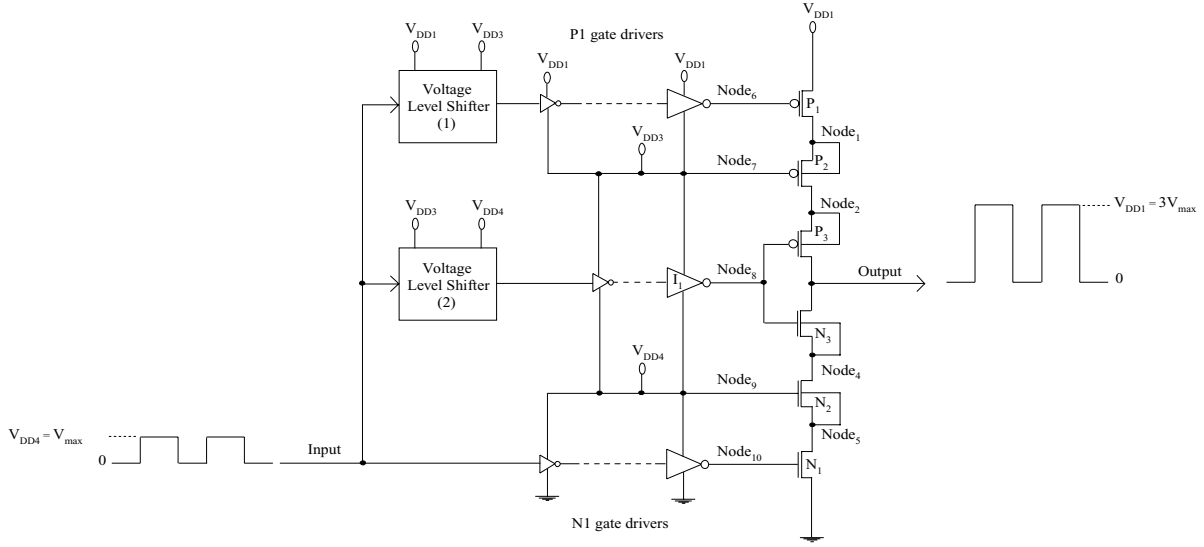 V_DD1
V_DD3
P1 gate drivers
V_DD1
V_DD1
V_DD1
Voltage
Level Shifter
(1)
Node_6
P_1
Node_1
V_DD3
Node_7
P_2
V_DD3
V_DD4
Node_2
V_DD1 = 3V_max
P_3
Voltage
Level Shifter
(2)
I_1
Node_8
Output
0
N_3
V_DD4
Node_4
Node_9
N_2
V_DD4 = V_max
Node_5
0
Input
Node_10
N_1
N1 gate drivers